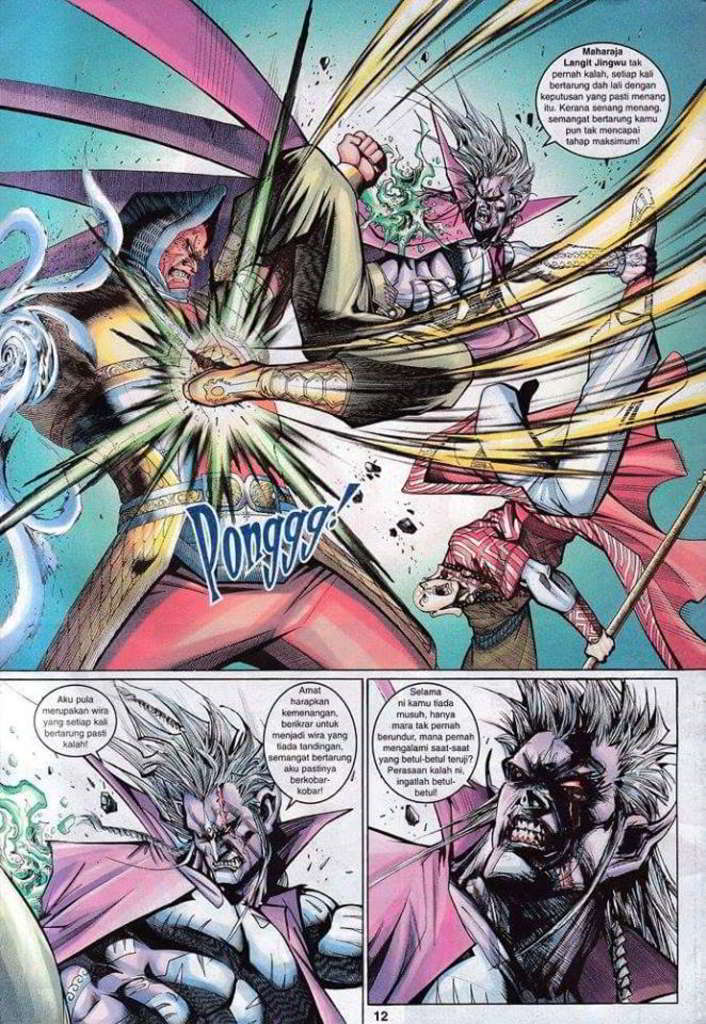 Maharaja
Langit Jingwu tak
pernah kalah, setiap kali
bertarung dah lali dengan
keputusan yang pasti menang
itu. Kerana senang menang,
semangat bertarung kamu
pun tak mencapai
tahap maksimum!
Ponggg!
Aku pula
merupakan wira
yang setiap kali
bertarung pasti
kalah!
Amat
harapkan
kemenangan,
berikrar untuk
menjadi wira yang
tiada tandingan,
semangat bertarung
aku pastinya
berkobar-
kobar!
Selama
ni kamu tiada
musuh, hanya
mara tak pernah
berundur, mana pernah
mengalami saat-saat
yang betul-betul teruji?
Perasaan kalah ni,
ingatlah betul-
betul!
12